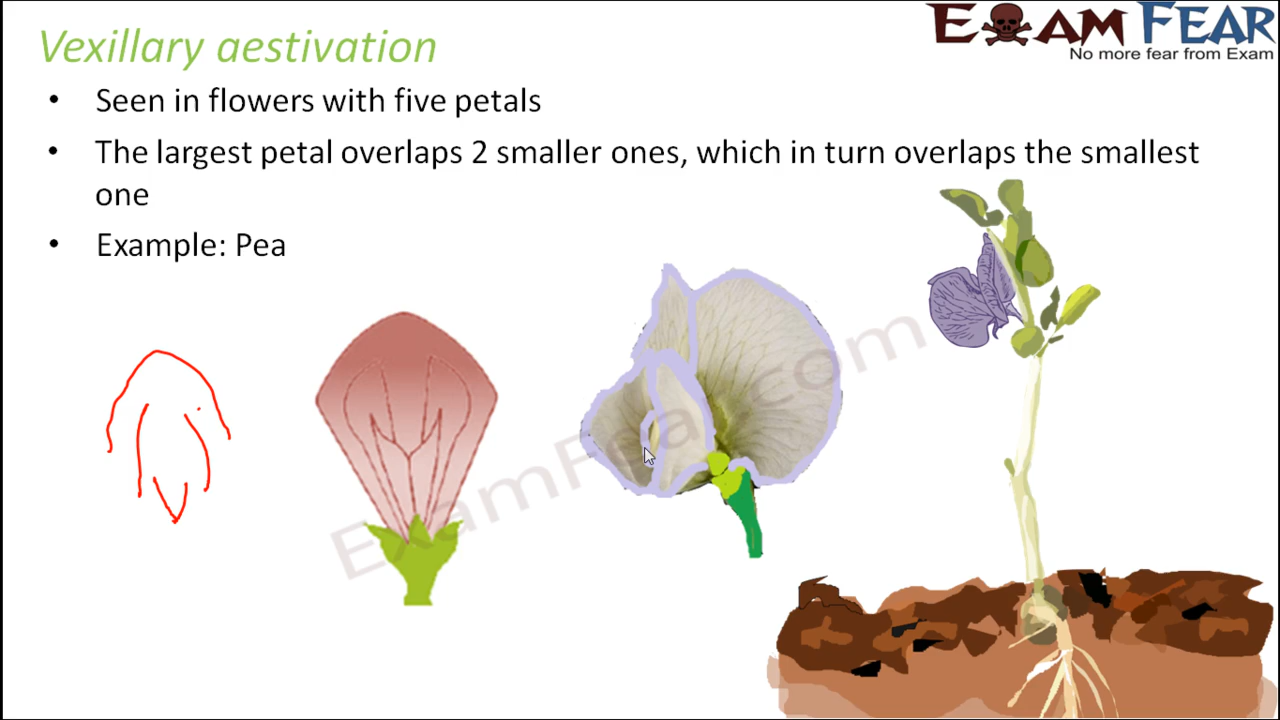 Vexillary aestivation
EXAM FEAR
No more fear from Exam
• Seen in flowers with five petals
• The largest petal overlaps 2 smaller ones, which in turn overlaps the smallest
one
• Example: Pea
ExamFear.com